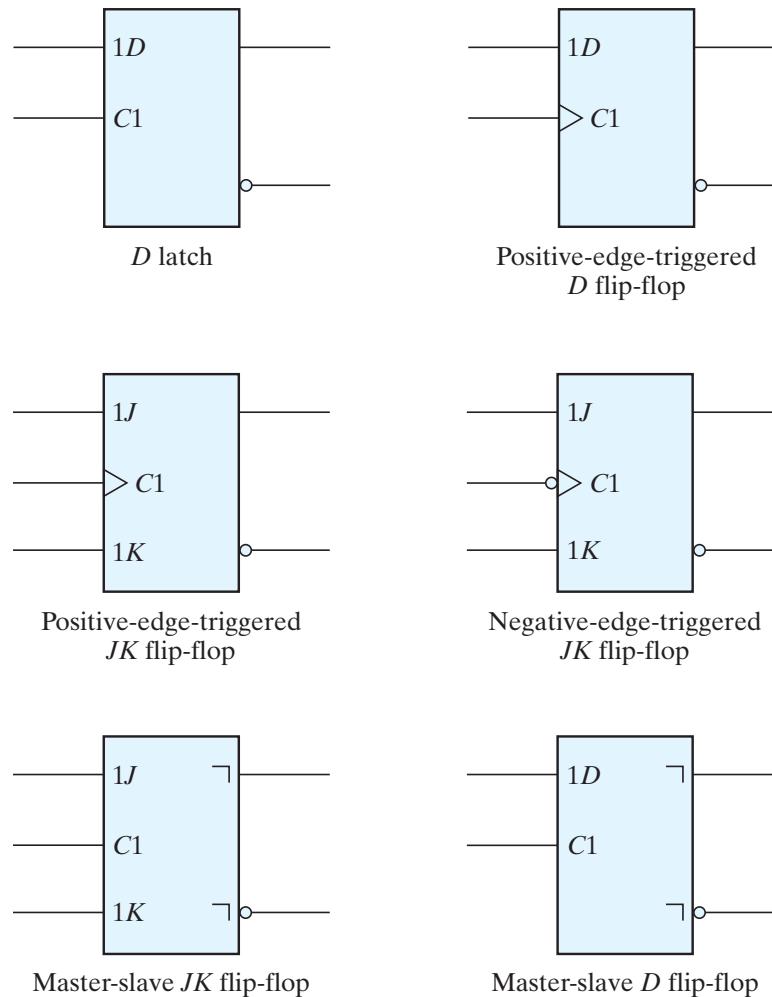 1D
C1
D latch
1D
C1
Positive-edge-triggered
D flip-flop
1J
C1
1K
Positive-edge-triggered
JK flip-flop
1J
C1
1K
Negative-edge-triggered
JK flip-flop
1J
C1
1K
Master-slave JK flip-flop
1D
C1
Master-slave D flip-flop